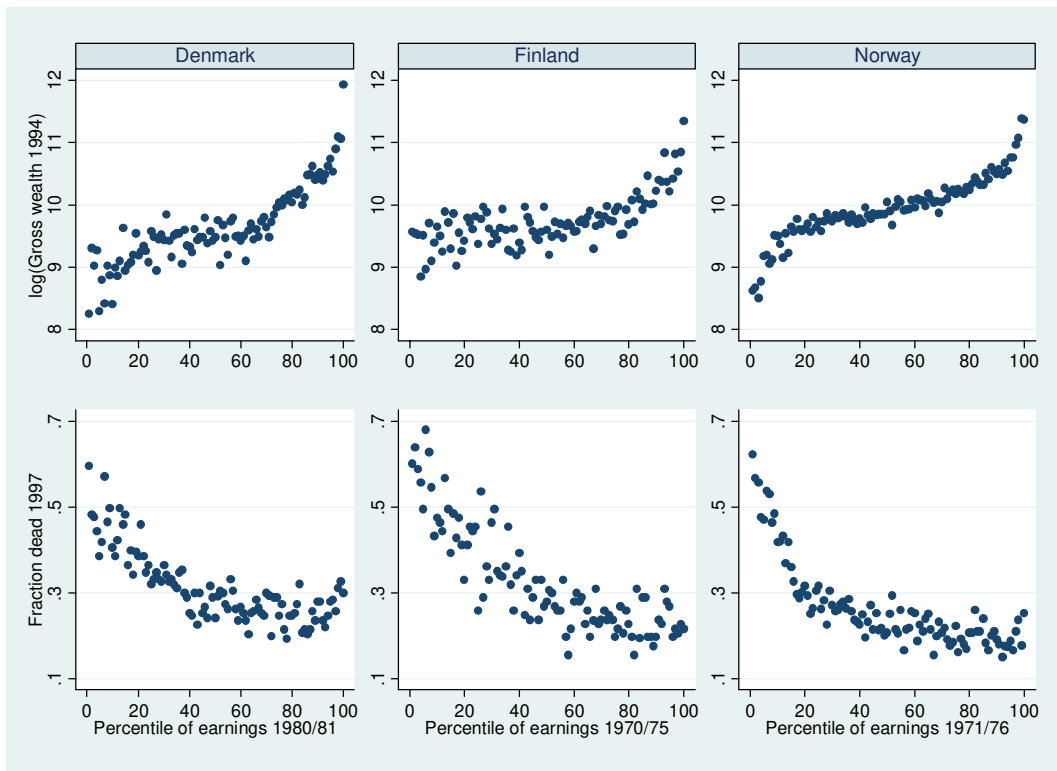 Denmark
Finland
Norway
log(Gross wealth 1994)
12
11
10
9
8
0 20 40 60 80 100
12
11
10
9
8
0 20 40 60 80 100
12
11
10
9
8
0 20 40 60 80 100
Fraction dead 1997
.7
.5
.3
.1
0 20 40 60 80 100
Percentile of earnings 1980/81
.7
.5
.3
.1
0 20 40 60 80 100
Percentile of earnings 1970/75
.7
.5
.3
.1
0 20 40 60 80 100
Percentile of earnings 1971/76